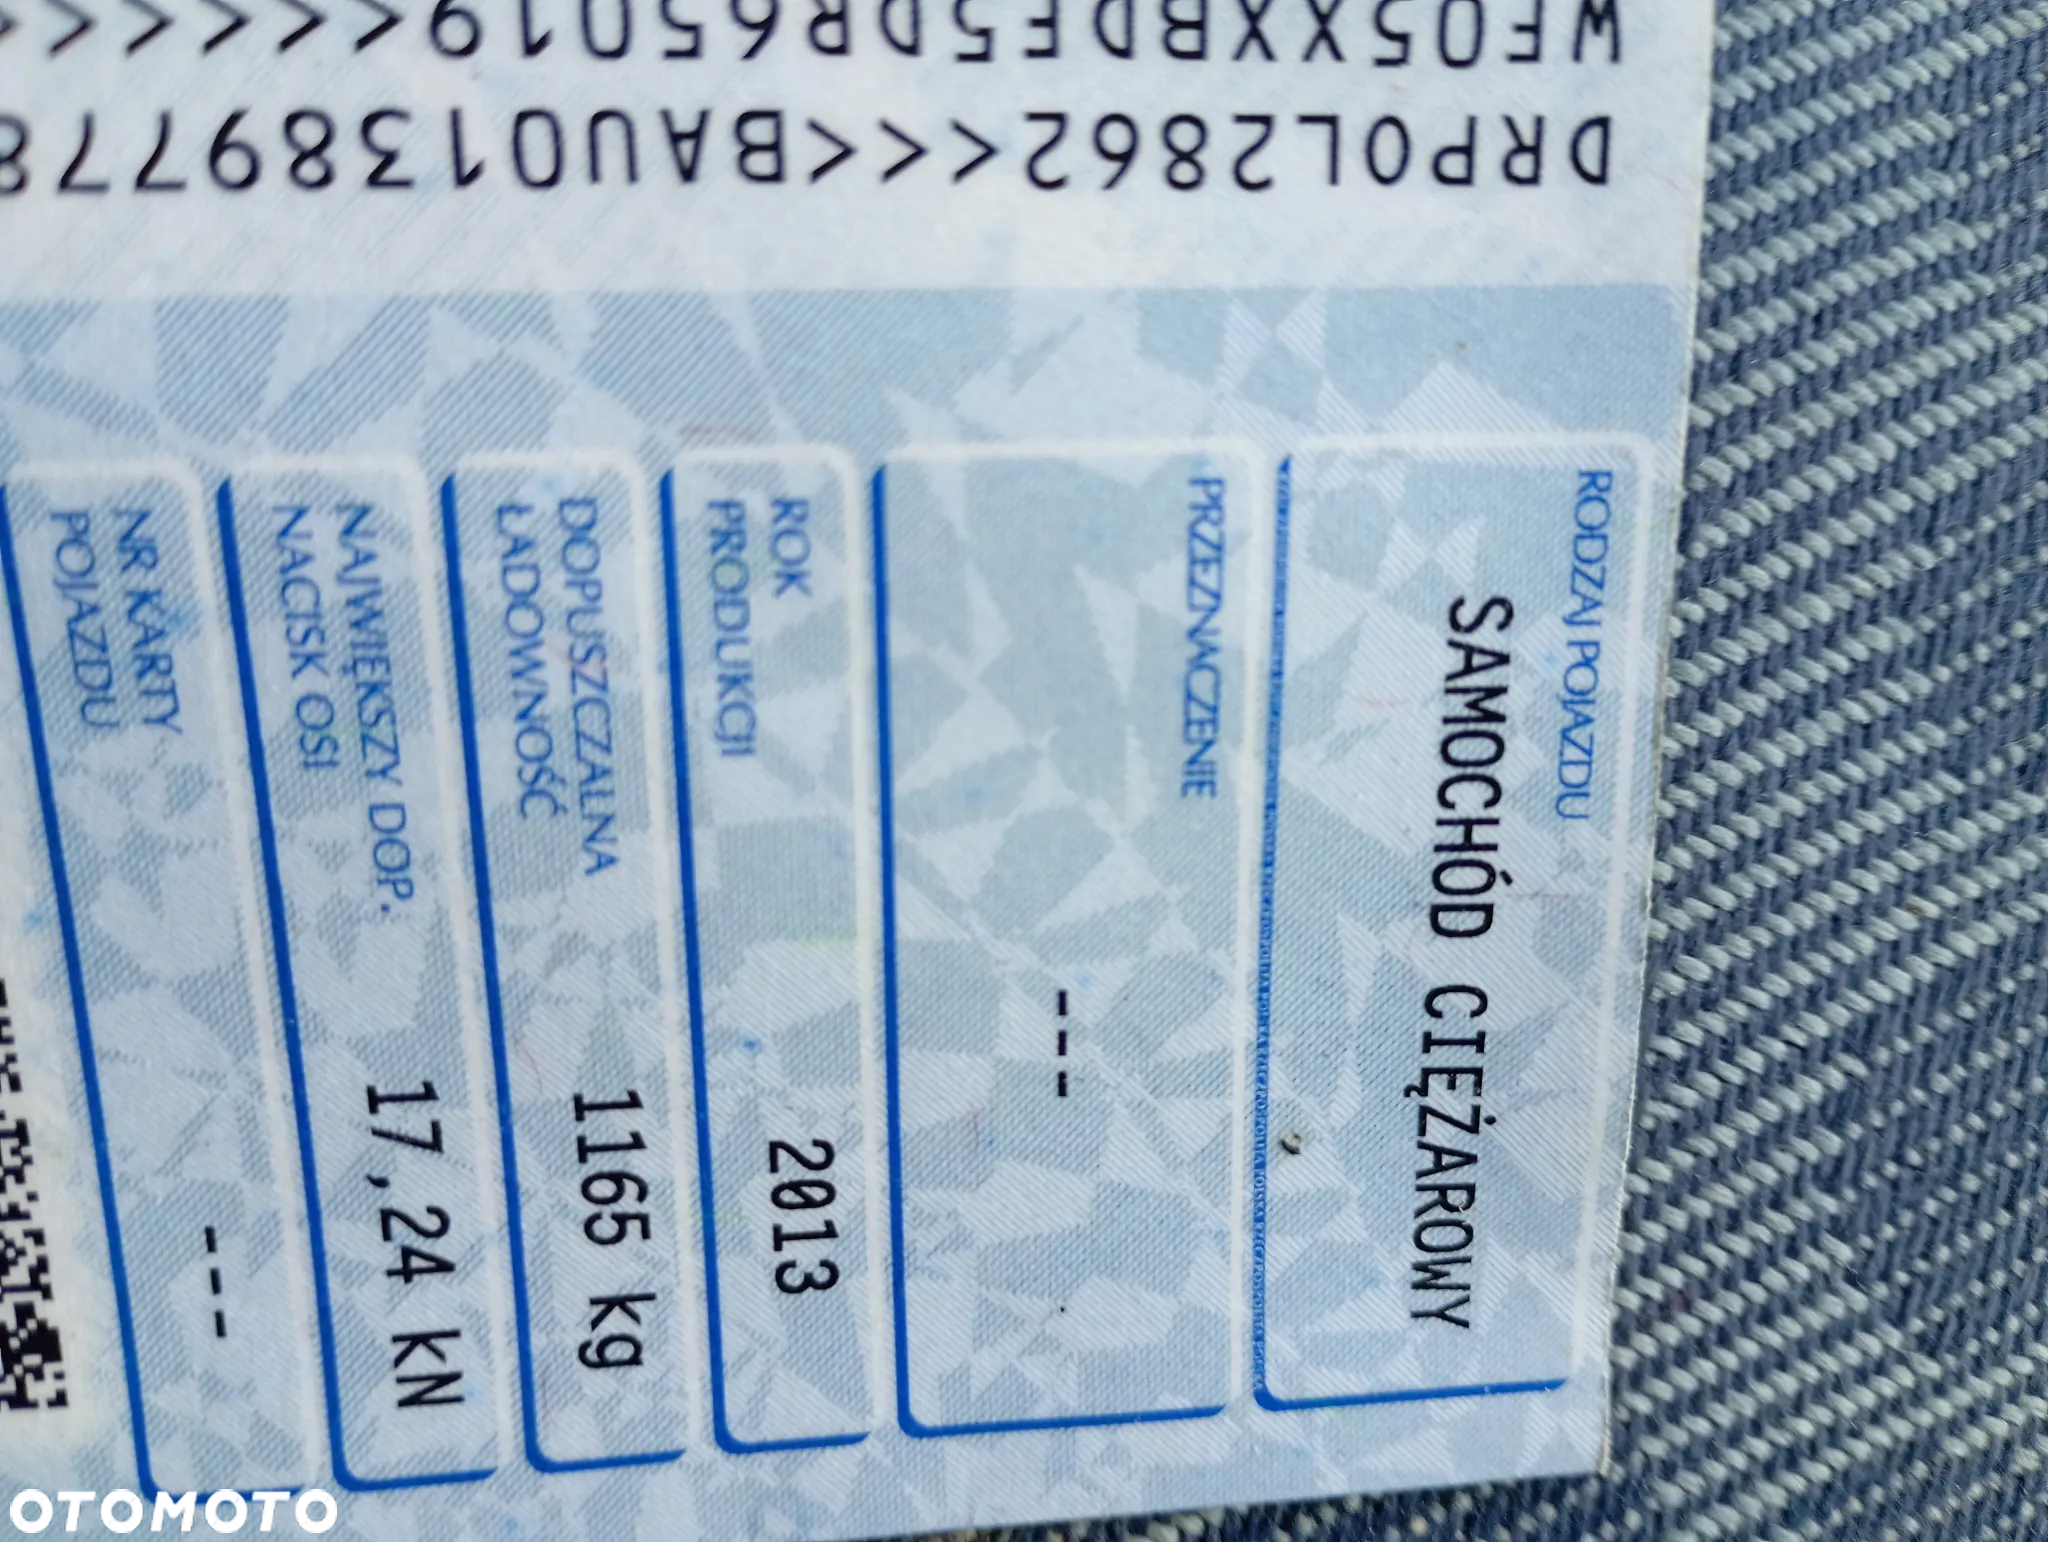 RODZAJ POJAZDU
SAMOCHÓD CIĘŻAROWY
PRZEZNACZENIE
---
ROK
PRODUKCJI
2013
DOPUSZCZALNA
ŁADOWNOŚĆ
1165 kg
NAJWIĘKSZY DOP.
NACISK OSI
17,24 kN
NR KARTY
POJAZDU
---
DRPOL2862<<<BAU01389778
WF05XXBDF5DR65019<<<<<<
OTOMOTO